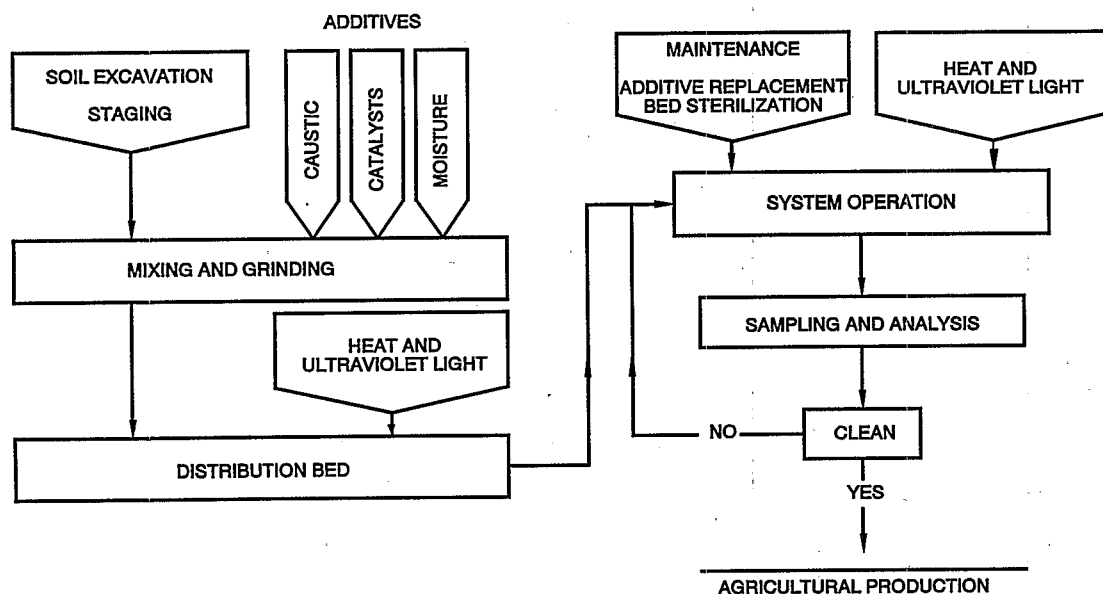 ADDITIVES
SOIL EXCAVATION
STAGING
CAUSTIC
CATALYSTS
MOISTURE
MIXING AND GRINDING
HEAT AND
ULTRAVIOLET LIGHT
DISTRIBUTION BED
MAINTENANCE
ADDITIVE REPLACEMENT
BED STERILIZATION
HEAT AND
ULTRAVIOLET LIGHT
SYSTEM OPERATION
SAMPLING AND ANALYSIS
NO
CLEAN
YES
AGRICULTURAL PRODUCTION